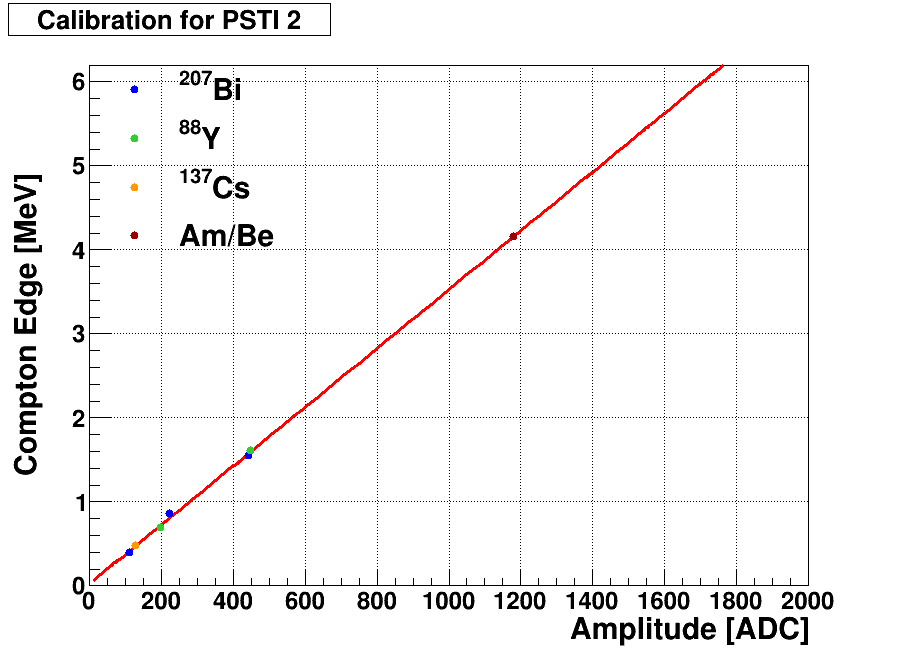 Calibration for PSTI 2
Compton Edge [MeV]
6
5
4
3
2
1
0
207Bi
88Y
137Cs
Am/Be
0 200 400 600 800 1000 1200 1400 1600 1800 2000
Amplitude [ADC]